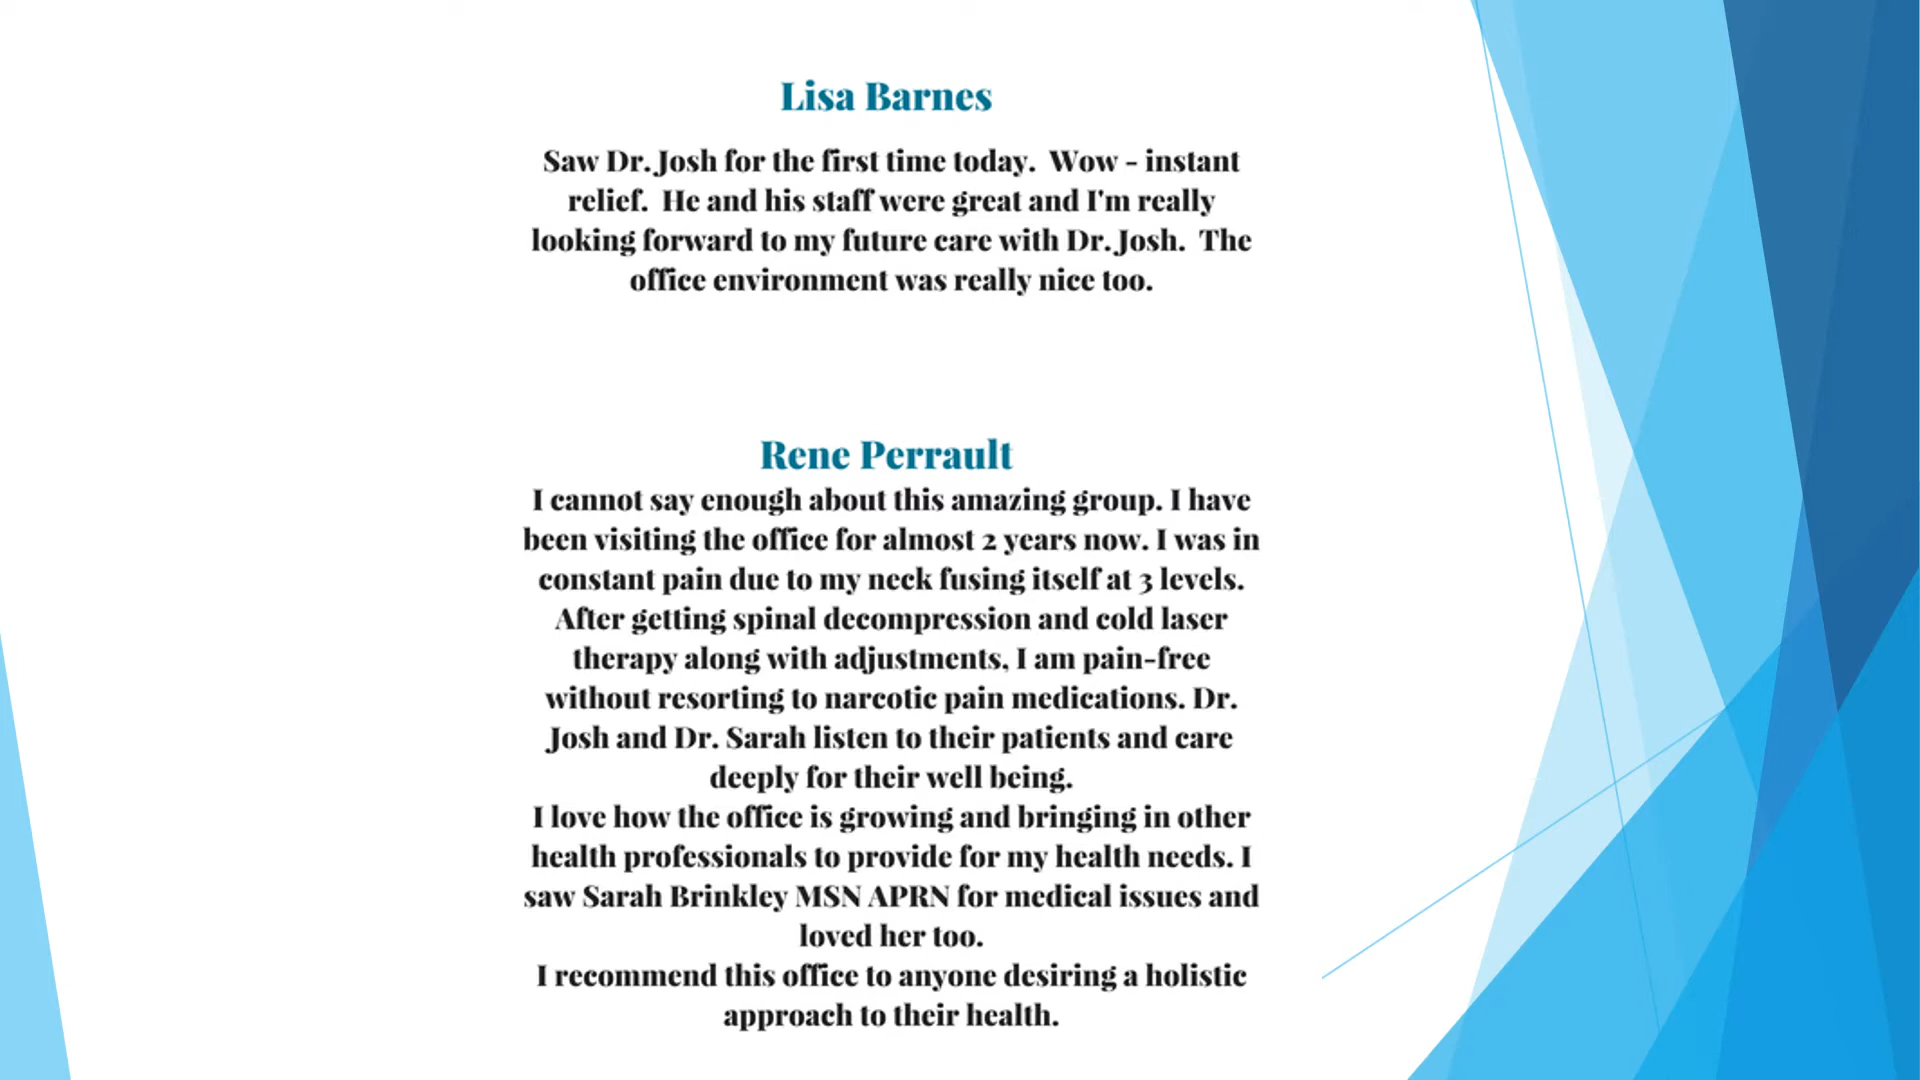 Lisa Barnes
Saw Dr. Josh for the first time today.  Wow - instant
relief.  He and his staff were great and I'm really
looking forward to my future care with Dr. Josh.  The
office environment was really nice too.
Rene Perrault
I cannot say enough about this amazing group. I have
been visiting the office for almost 2 years now. I was in
constant pain due to my neck fusing itself at 3 levels.
After getting spinal decompression and cold laser
therapy along with adjustments, I am pain-free
without resorting to narcotic pain medications. Dr.
Josh and Dr. Sarah listen to their patients and care
deeply for their well being.
I love how the office is growing and bringing in other
health professionals to provide for my health needs. I
saw Sarah Brinkley MSN APRN for medical issues and
loved her too.
I recommend this office to anyone desiring a holistic
approach to their health.